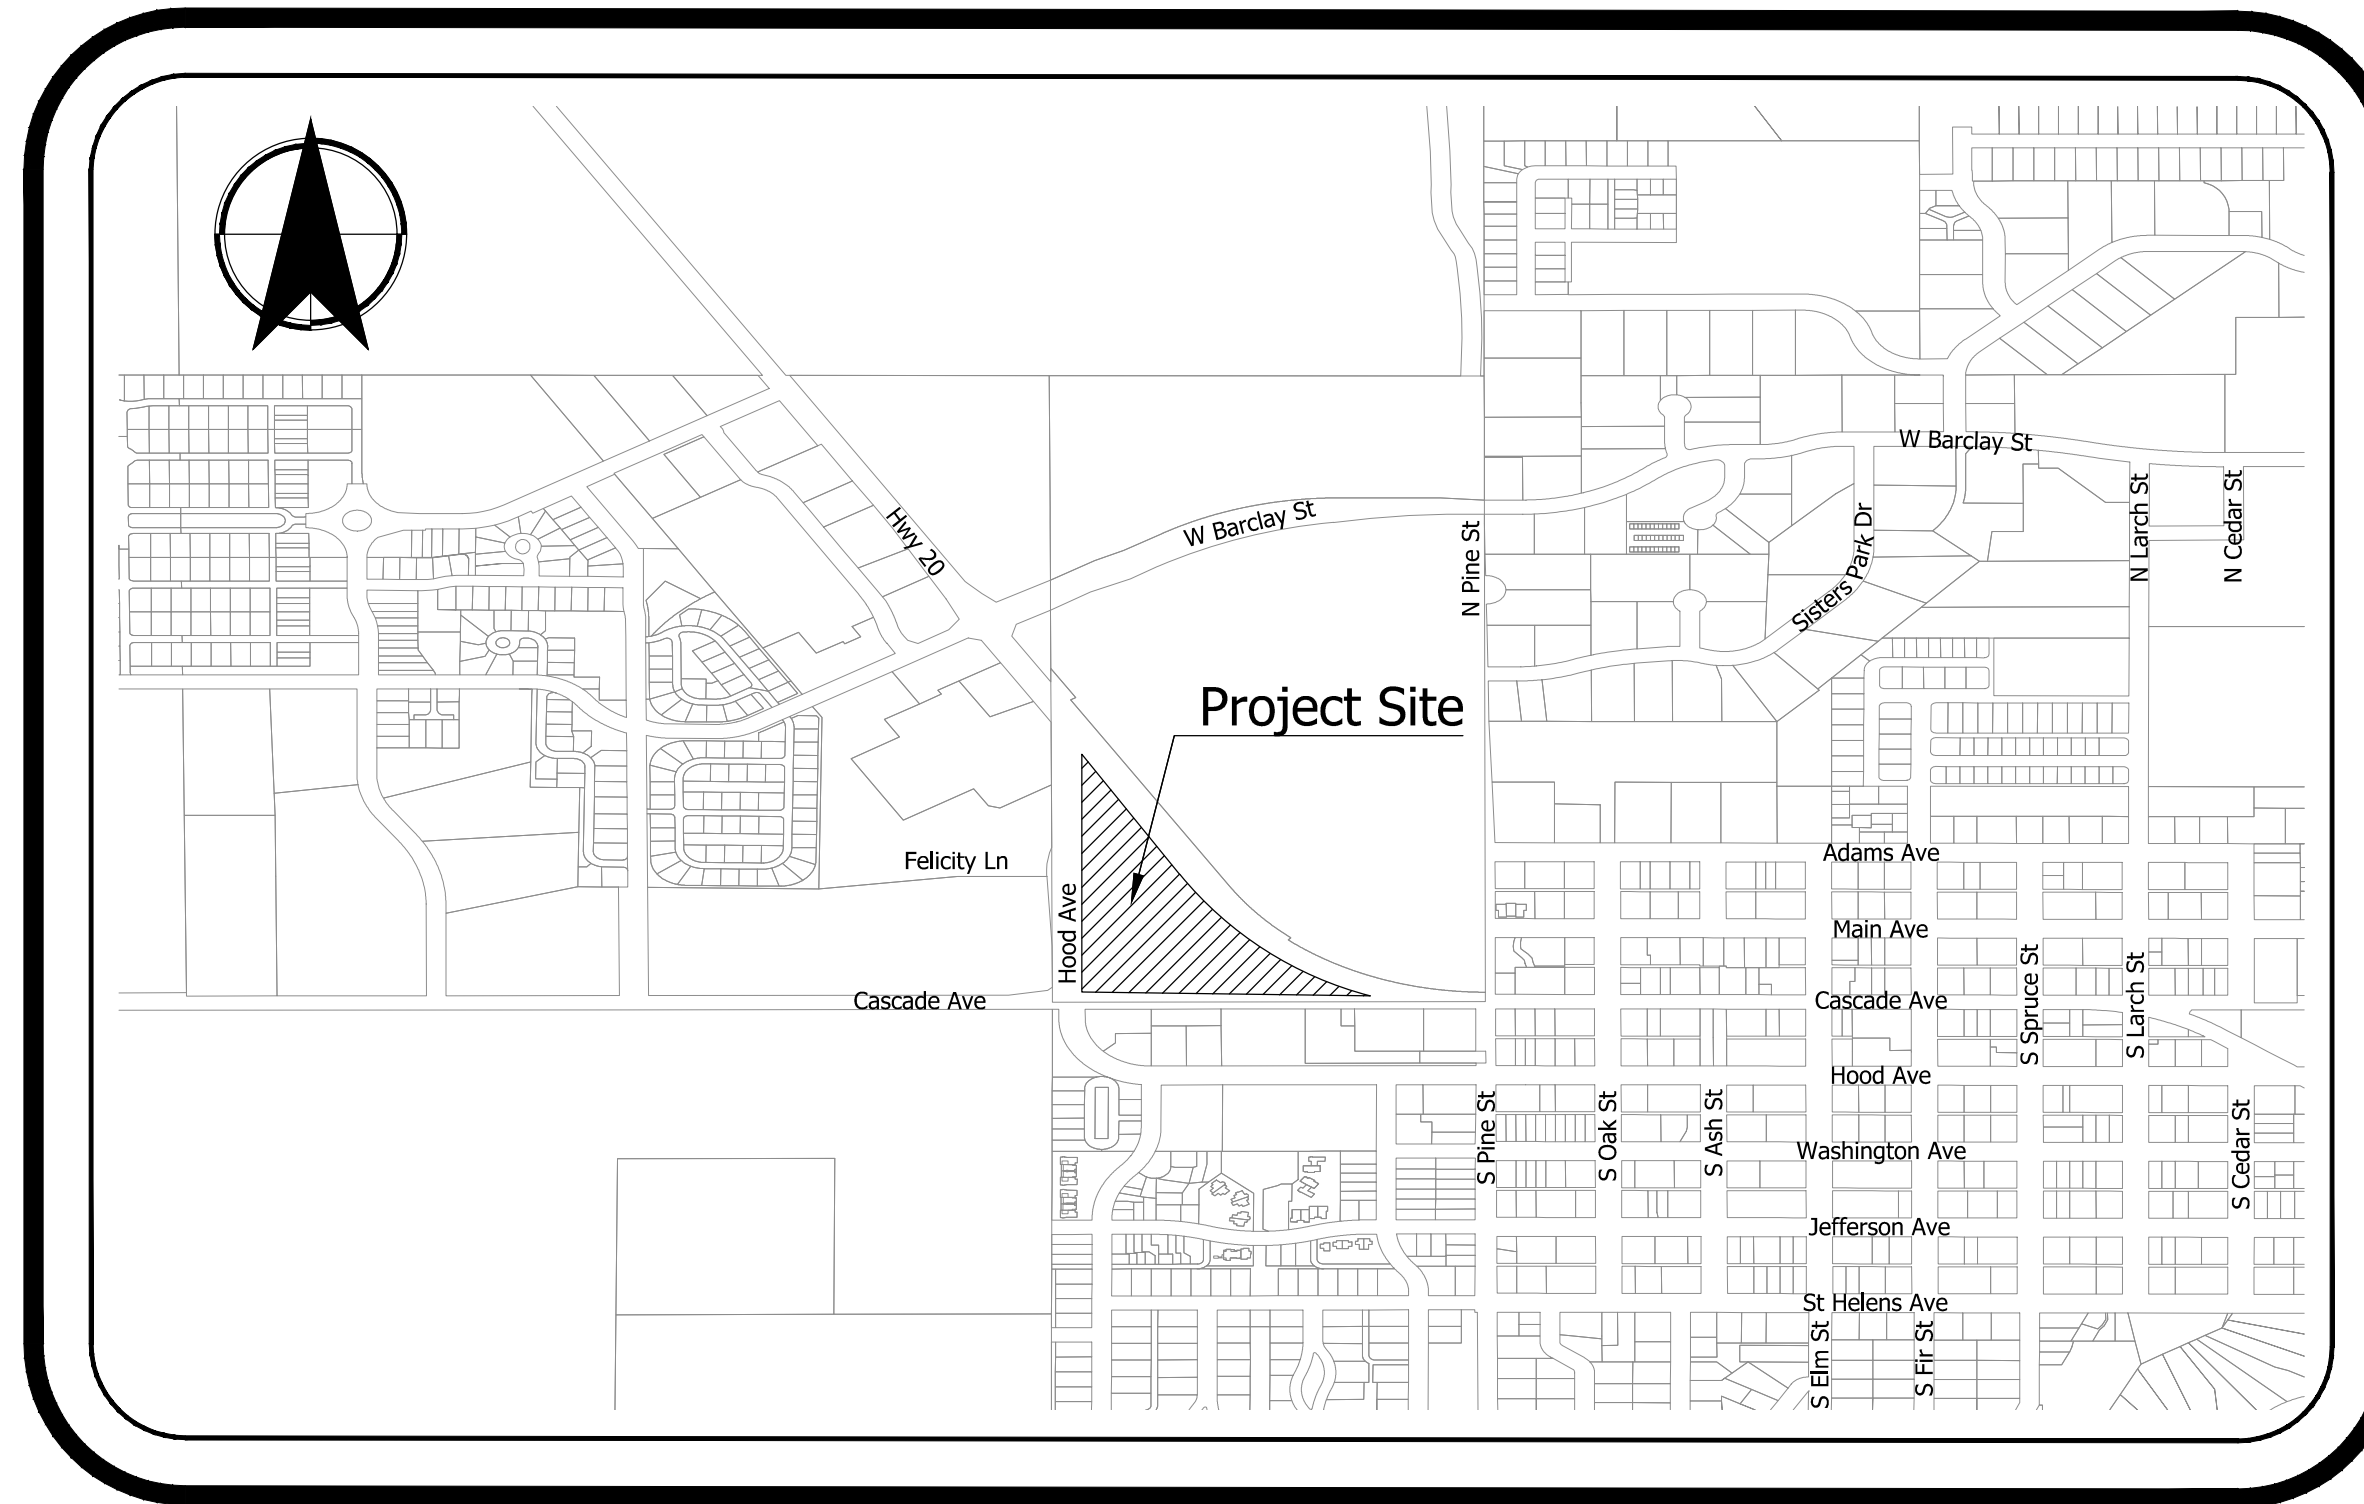 W Barclay St
Hwy 20
W Barclay St
N Pine St
N Larch St
N Cedar St
Sisters Park Dr
Project Site
Felicity Ln
Hood Ave
Adams Ave
Main Ave
Cascade Ave
Cascade Ave
S Spruce St
S Larch St
Hood Ave
S Pine St
S Oak St
S Ash St
Washington Ave
S Cedar St
Jefferson Ave
St Helens Ave
S Elm St
S Fir St